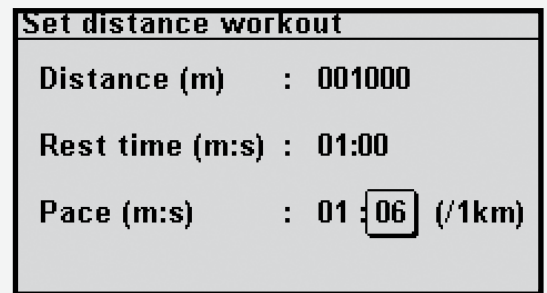 Set distance workout
Distance (m) : 001000
Rest time (m:s) : 01:00
Pace (m:s) : 01 :06 (/1km)